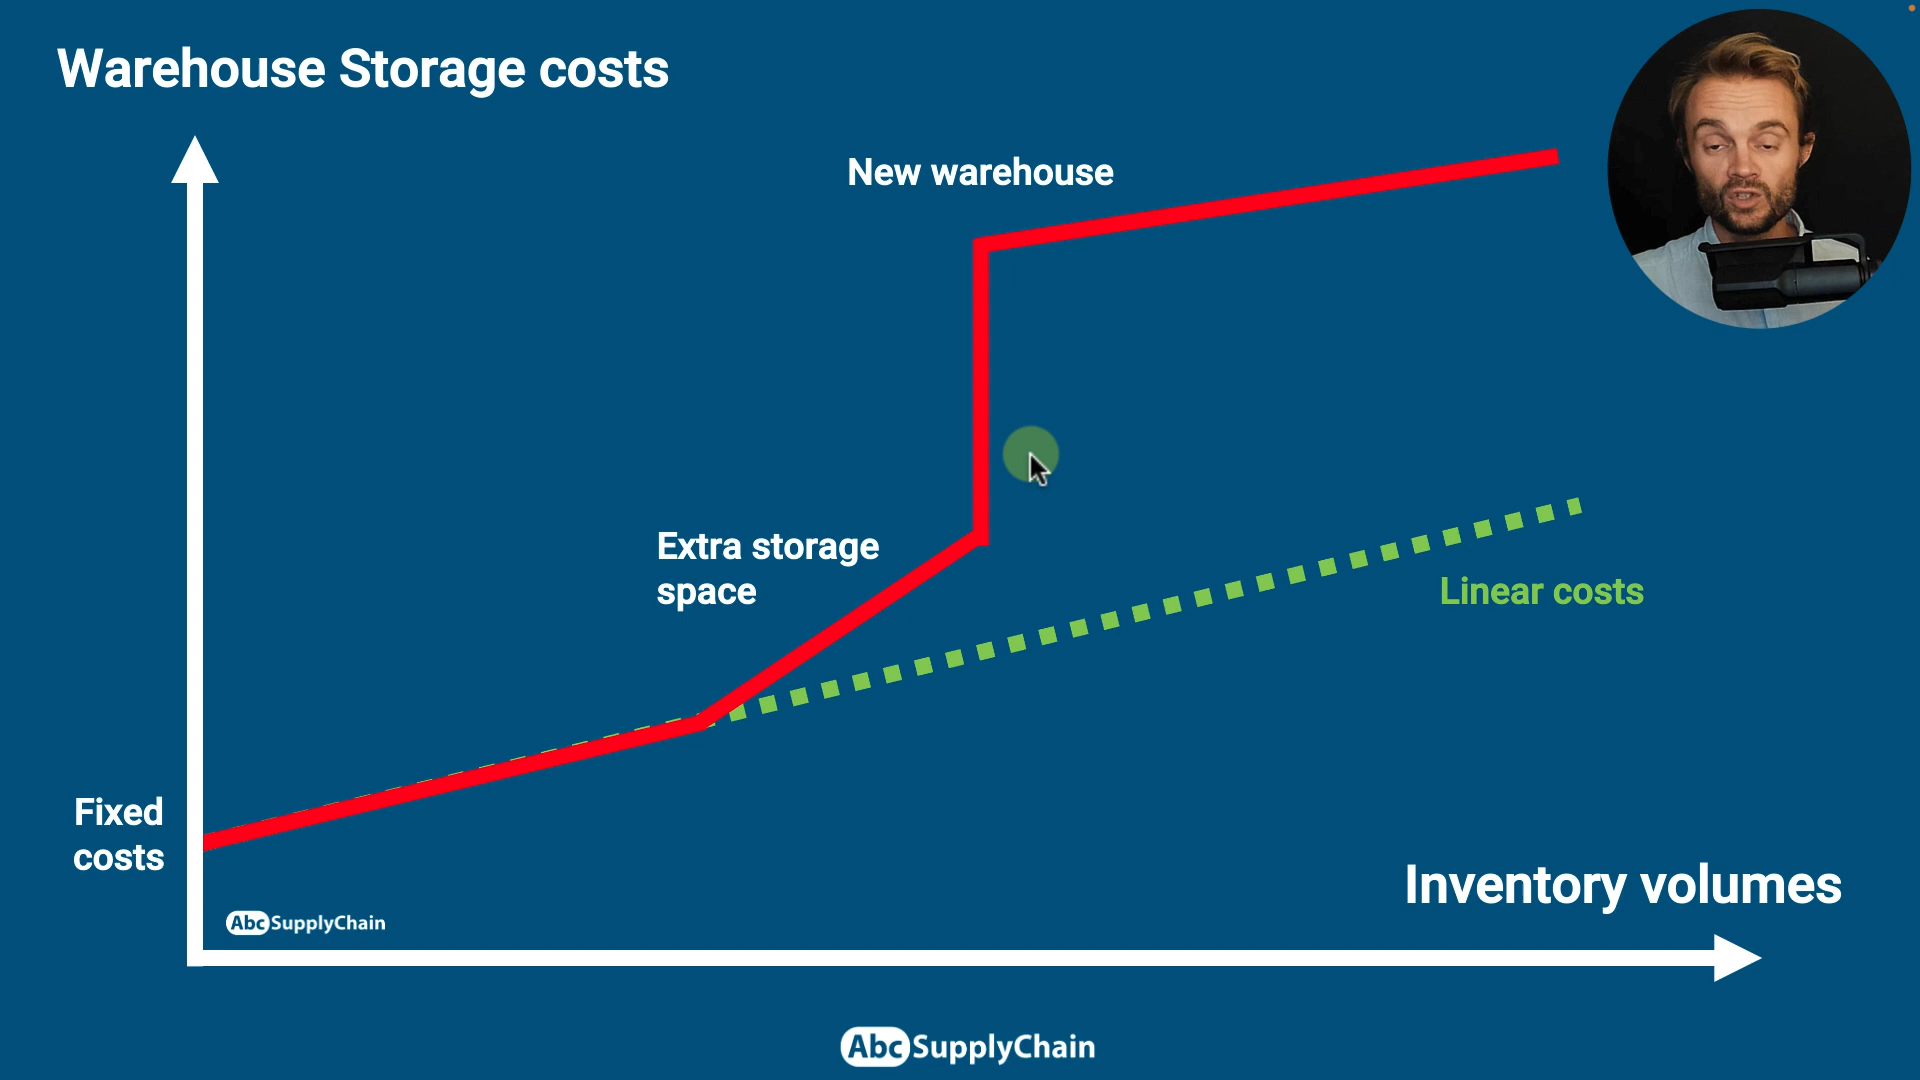 Warehouse Storage costs
New warehouse
Extra storage
space
Linear costs
Fixed
costs
Inventory volumes
AbcSupplyChain
AbcSupplyChain